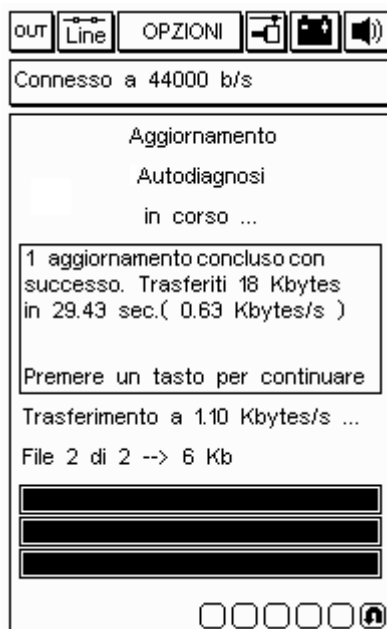 OUT Line OPZIONI
Connesso a 44000 b/s
Aggiornamento
Autodiagnosi
in corso ...
1 aggiornamento concluso con
successo. Trasferiti 18 Kbytes
in 29.43 sec.( 0.63 Kbytes/s )
Premere un tasto per continuare
Trasferimento a 1.10 Kbytes/s ...
File 2 di 2 --> 6 Kb